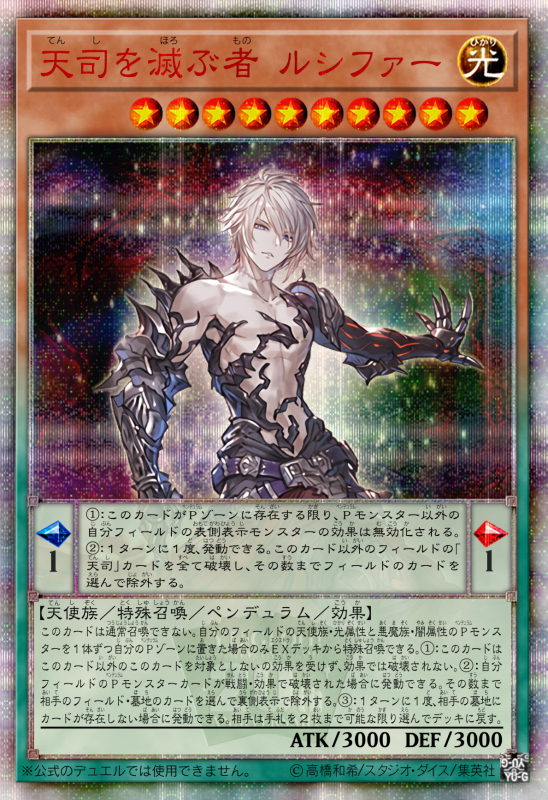 天司を滅ぶ者 ルシファー
光
①:このカードがPゾーンに存在する限り、Pモンスター以外の
自分フィールドの表側表示モンスターの効果は無効化される。
②:1ターンに1度、発動できる。このカード以外のフィールドの「
天司」カードを全て破壊し、その数までフィールドのカードを
選んで除外する。
1
1
【天使族/特殊召喚/ペンデュラム/効果】
このカードは通常召喚できない。自分のフィールドの天使族・光属性と悪魔族・闇属性のPモン
スターを1体ずつ自分のPゾーンに置きた場合のみEXデッキから特殊召喚できる。①:このカードは
このカード以外のこのカードを対象としない効果を受けず、効果では破壊されない。②:自分
フィールドのPモンスターカードが戦闘・効果で破壊された場合に発動できる。その数まで
相手のフィールド・墓地のカードを選んで裏側表示で除外する。③:1ターンに1度、相手の墓地に
カードが存在しない場合に発動できる。相手は手札を2枚まで可能な限り選んでデッキに戻す。
ATK/3000 DEF/3000
※公式のデュエルでは使用できません。 ©高橋和希/スタジオ・ダイス/集英社